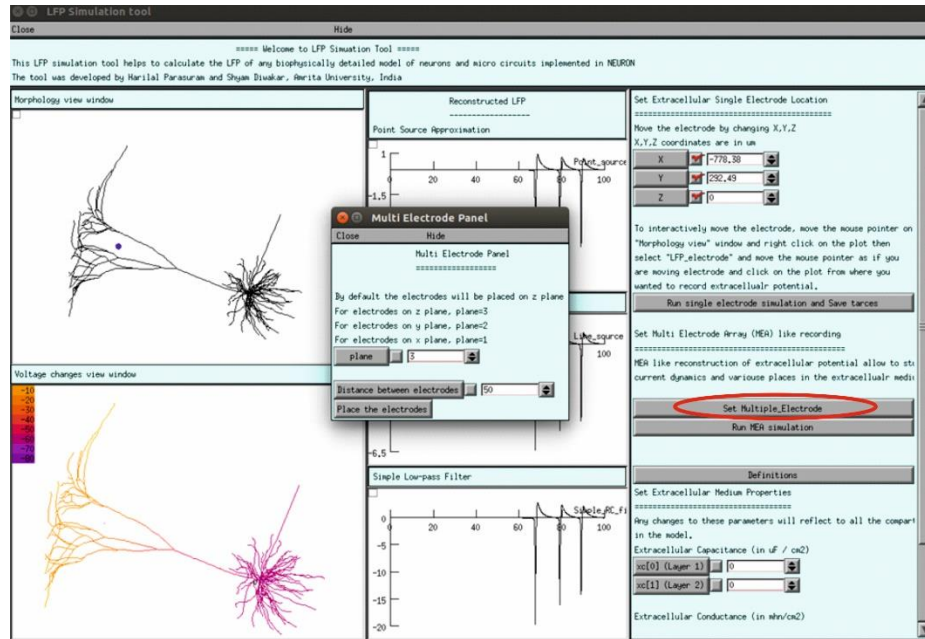 LFP Simulation tool
Close Hide
===== Welcome to LFP Simuation Tool =====
This LFP simulation tool helps to calculate the LFP of any biophysically detailed model of neurons and micro circuits implemented in NEURON
The tool was developed by Harilal Parasuram and Shyam Diwakar, Amrita University, India
Morphology view window
Voltage changes view window
-10
-20
-30
-40
Reconstructed LFP
------------------
Point Source Approximation
1
-1.5
20 40 60 80 100
Point_source
Line_source
100
-6.5
Simple Low-pass Filter
0
-5
-10
-15
-20
0 20 40 60 80 100
Simple_RC_fi
Multi Electrode Panel
Close Hide
Multi Electrode Panel
==================
By default the electrodes will be placed on z plane
For electrodes on z plane, plane=3
For electrodes on y plane, plane=2
For electrodes on x plane, plane=1
plane 3
Distance between electrodes 50
Place the electrodes
Set Extracellular Single Electrode Location
Move the electrode by changing X,Y,Z
X,Y,Z coordinates are in um
X -778.38
Y 292.49
Z 0
To interactively move the electrode, move the mouse pointer on
"Morphology view" window and right click on the plot then
select "LFP_electrode" and move the mouse pointer as if you
are moving electrode and click on the plot from where you
wanted to record extracellualr potential.
Run single electrode simulation and Save tarces
Set Multi Electrode Array (MEA) like recording
MEA like reconstruction of extracellular potential allow to stu
current dynamics and variouse places in the extracellualr mediu
Set Multiple_Electrode
Run MEA simulation
Definitions
Set Extracellular Medium Properties
Any changes to these parameters will reflect to all the compart
in the model.
Extracellular Capacitance (in uF / cm2)
xc[0] (Layer 1) 0
xc[1] (Layer 2) 0
Extracellular Conductance (in mhn/cm2)